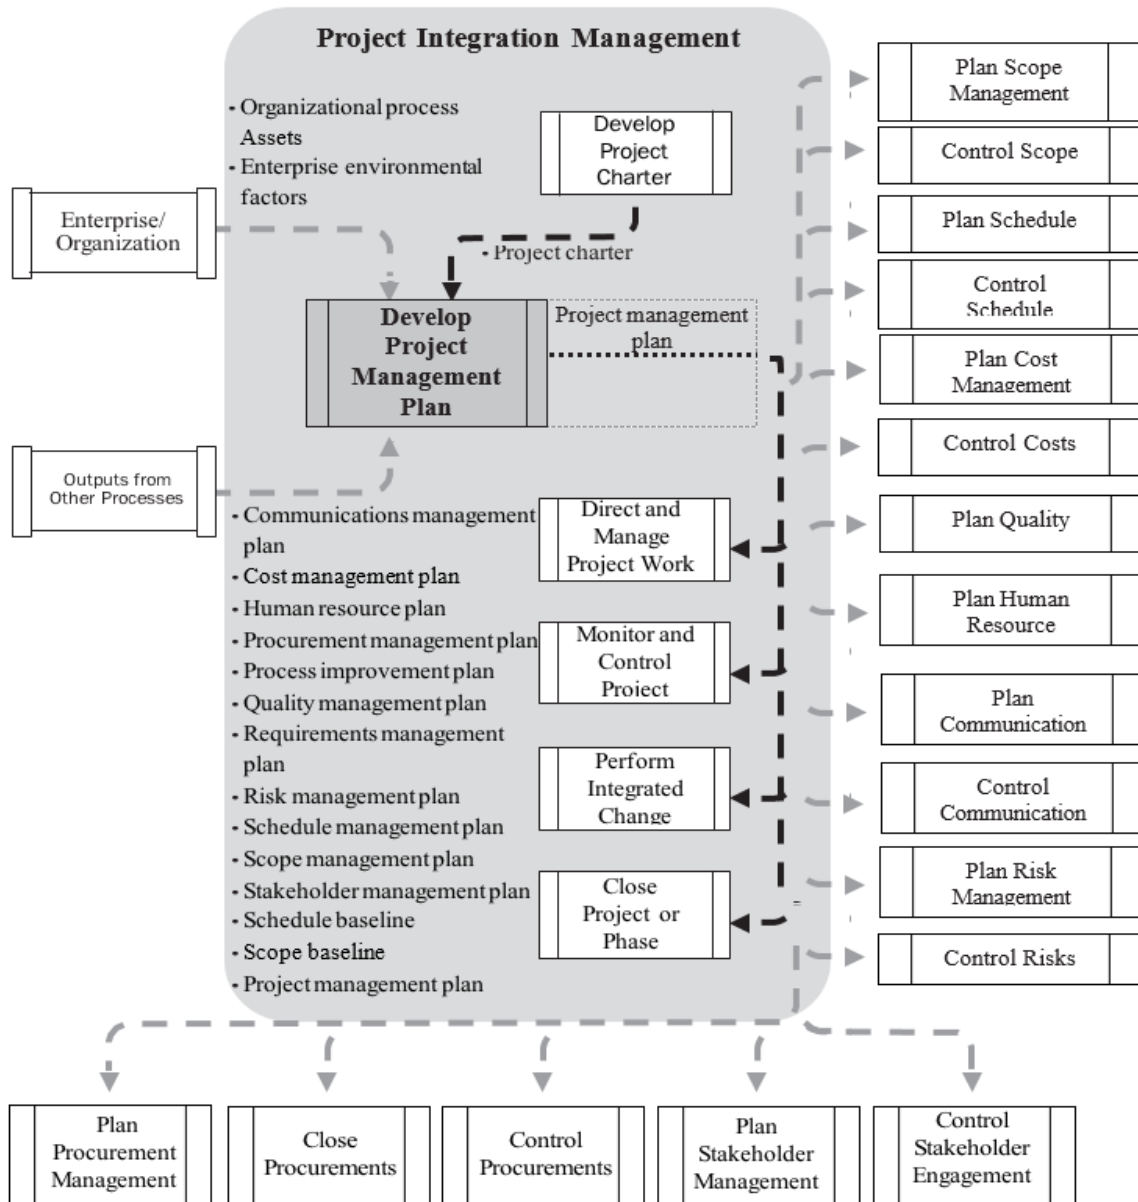 Project Integration Management
• Organizational process
Assets
• Enterprise environmental
factors
Develop
Project
Charter
Enterprise/
Organization
• Project charter
Develop
Project
Management
Plan
Project management
plan
Outputs from
Other Processes
• Communications management
plan
• Cost management plan
• Human resource plan
• Procurement management plan
• Process improvement plan
• Quality management plan
• Requirements management
plan
• Risk management plan
• Schedule management plan
• Scope management plan
• Stakeholder management plan
• Schedule baseline
• Scope baseline
• Project management plan
Direct and
Manage
Project Work
Monitor and
Control
Project
Perform
Integrated
Change
Close
Project or
Phase
Plan Scope
Management
Control Scope
Plan Schedule
Control
Schedule
Plan Cost
Management
Control Costs
Plan Quality
Plan Human
Resource
Plan
Communication
Control
Communication
Plan Risk
Management
Control Risks
Plan
Procurement
Management
Close
Procurements
Control
Procurements
Plan
Stakeholder
Management
Control
Stakeholder
Engagement